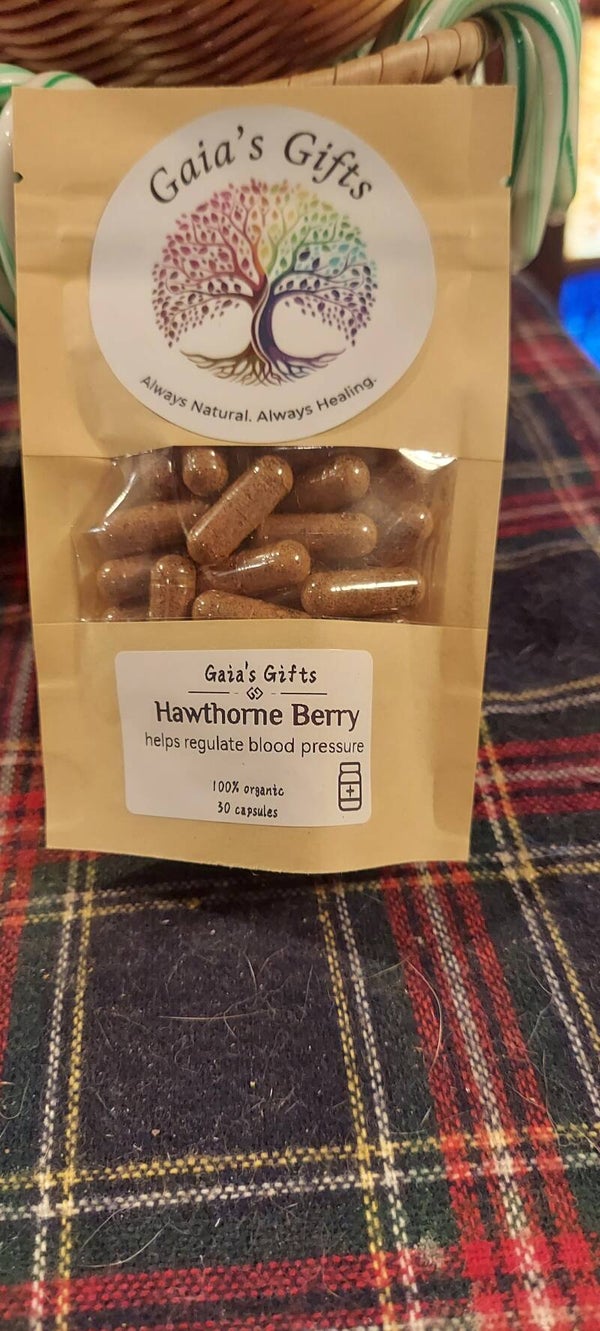 Gaia's Gifts
Always Natural. Always Healing.
Gaia's Gifts
Hawthorne Berry
helps regulate blood pressure
100% organic
30 capsules